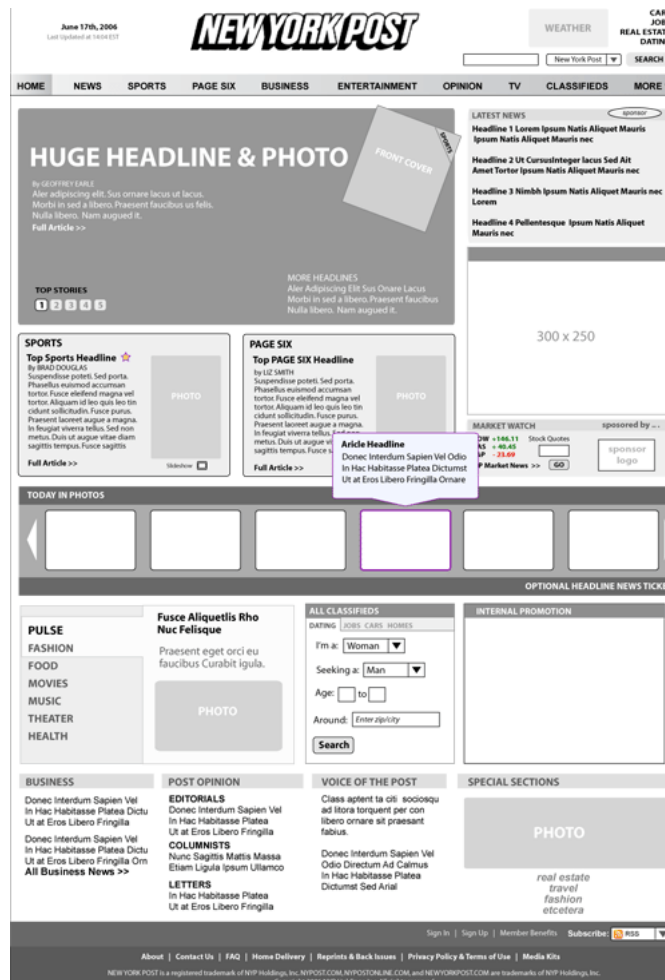 June 17th, 2006
Last Updated at 14:04 EST
NEW YORK POST
WEATHER
CAR
JOB
REAL ESTAT
DATIN
New York Post
SEARCH
HOME NEWS SPORTS PAGE SIX BUSINESS ENTERTAINMENT OPINION TV CLASSIFIEDS MORE
HUGE HEADLINE & PHOTO
FRONT COVER
SPORTS
By GEOFFREY EARLE
Aler adipiscing elit. Sus ornare lacus ut lacus.
Morbi in sed a libero. Praesent faucibus us felis.
Nulla libero. Nam augued it.
Full Article >>
TOP STORIES
1 2 3 4 5
MORE HEADLINES
Aler Adipiscing Elit Sus Onare Lacus
Morbi in sed a libero. Praesent faucibus
Nulla libero. Nam augued it.
LATEST NEWS
sponsor
Headline 1 Lorem Ipsum Natis Aliquet Mauris
Ipsum Natis Aliquet Mauris nec
Headline 2 Ut CursusInteger lacus Sed Ait
Amet Tortor Ipsum Natis Aliquet Mauris nec
Headline 3 Nimbh Ipsum Natis Aliquet Mauris nec
Lorem
Headline 4 Pellentesque Ipsum Natis Aliquet
Mauris nec
300 x 250
SPORTS
Top Sports Headline
By BRAD DOUGLAS
Suspendisse poteti. Sed porta.
Phasellus euismod accumsan
tortor. Fusce eleifend magna vel
tortor. Aliquam id leo quis leo tin
cidunt sollicitudin. Fusce purus.
Praesent laoreet augue a magna.
In feugiat viverra tellus. Sed non
metus. Duis ut augue vitae diam
sagittis tempus. Fusce sagittis
Full Article >>
PHOTO
Slideshow
PAGE SIX
Top PAGE SIX Headline
by LIZ SMITH
Suspendisse poteti. Sed porta.
Phasellus euismod accumsan
tortor. Fusce eleifend magna vel
tortor. Aliquam id leo quis leo tin
cidunt sollicitudin. Fusce purus.
Praesent laoreet augue a magna.
In feugiat viverra tellus. Sed non
metus. Duis ut augue vi
sagittis tempus. Fusce s
Full Article >>
PHOTO
Aricle Headline
Donec Interdum Sapien Vel Odio
In Hac Habitasse Platea Dictumst
Ut at Eros Libero Fringilla Ornare
MARKET WATCH
sposored by ...
OW +146.11
AS + 40.45
&P - 23.69
Stock Quotes
P Market News >>
GO
sponsor
logo
TODAY IN PHOTOS
OPTIONAL HEADLINE NEWS TICKE
PULSE
FASHION
FOOD
MOVIES
MUSIC
THEATER
HEALTH
Fusce Aliquetlis Rho
Nuc Felisque
Praesent eget orci eu
faucibus Curabit igula.
PHOTO
ALL CLASSIFIEDS
DATING JOBS CARS HOMES
I'm a: Woman
Seeking a: Man
Age: to
Around: Enter zip/city
Search
INTERNAL PROMOTION
BUSINESS
Donec Interdum Sapien Vel
In Hac Habitasse Platea Dictu
Ut at Eros Libero Fringilla
Donec Interdum Sapien Vel
In Hac Habitasse Platea Dictu
Ut at Eros Libero Fringilla Orn
All Business News >>
POST OPINION
EDITORIALS
Donec Interdum Sapien Vel
In Hac Habitasse Platea
Ut at Eros Libero Fringilla
COLUMNISTS
Nunc Sagittis Mattis Massa
Etiam Ligula Ipsum Ullamco
LETTERS
In Hac Habitasse Platea
Ut at Eros Libero Fringilla
VOICE OF THE POST
Class aptent ta citi sociosqu
ad litora torquent per con
libero ornare sit praesant
fabius.
Donec Interdum Sapien Vel
Odio Directum Ad Calmus
In Hac Habitasse Platea
Dictumst Sed Arial
SPECIAL SECTIONS
PHOTO
real estate
travel
fashion
etcetera
Sign In | Sign Up | Member Benefits Subscribe: RSS
About | Contact Us | FAQ | Home Delivery | Reprints & Back Issues | Privacy Policy & Terms of Use | Media Kits
NEW YORK POST is a registered trademark of NYP Holdings, Inc. NYPOST.COM, NYPOSTONLINE.COM, and NEWYORKPOST.COM are trademarks of NYP Holdings, Inc.